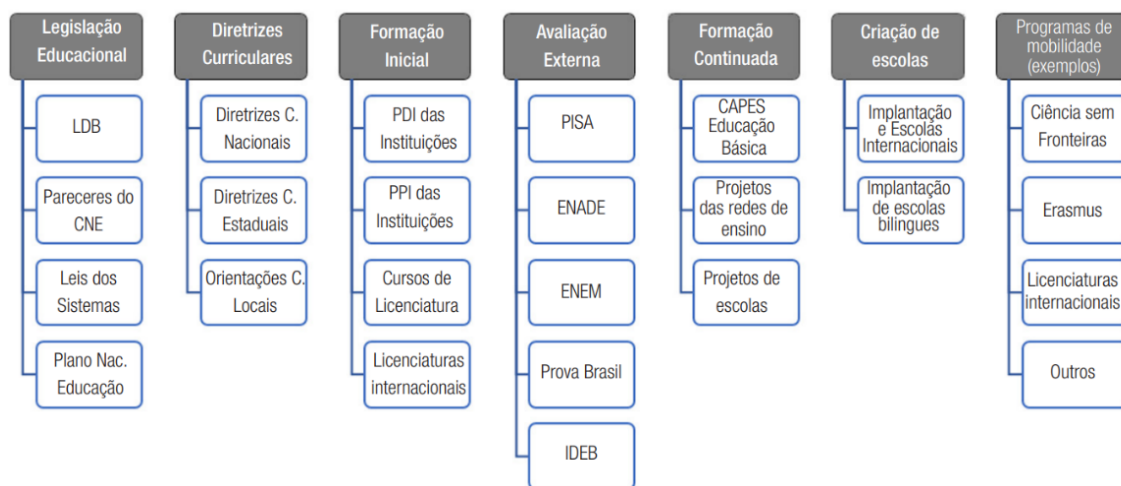 Legislação
Educacional
LDB
Pareceres do
CNE
Leis dos
Sistemas
Plano Nac.
Educação
Diretrizes
Curriculares
Diretrizes C.
Nacionais
Diretrizes C.
Estaduais
Orientações C.
Locais
Formação
Inicial
PDI das
Instituições
PPI das
Instituições
Cursos de
Licenciatura
Licenciaturas
internacionais
Avaliação
Externa
PISA
ENADE
ENEM
Prova Brasil
IDEB
Formação
Continuada
CAPES
Educação
Básica
Projetos
das redes de
ensino
Projetos de
escolas
Criação de
escolas
Implantação
e Escolas
Internacionais
Implantação
de escolas
bilingues
Programas de
mobilidade
(exemplos)
Ciência sem
Fronteiras
Erasmus
Licenciaturas
internacionais
Outros